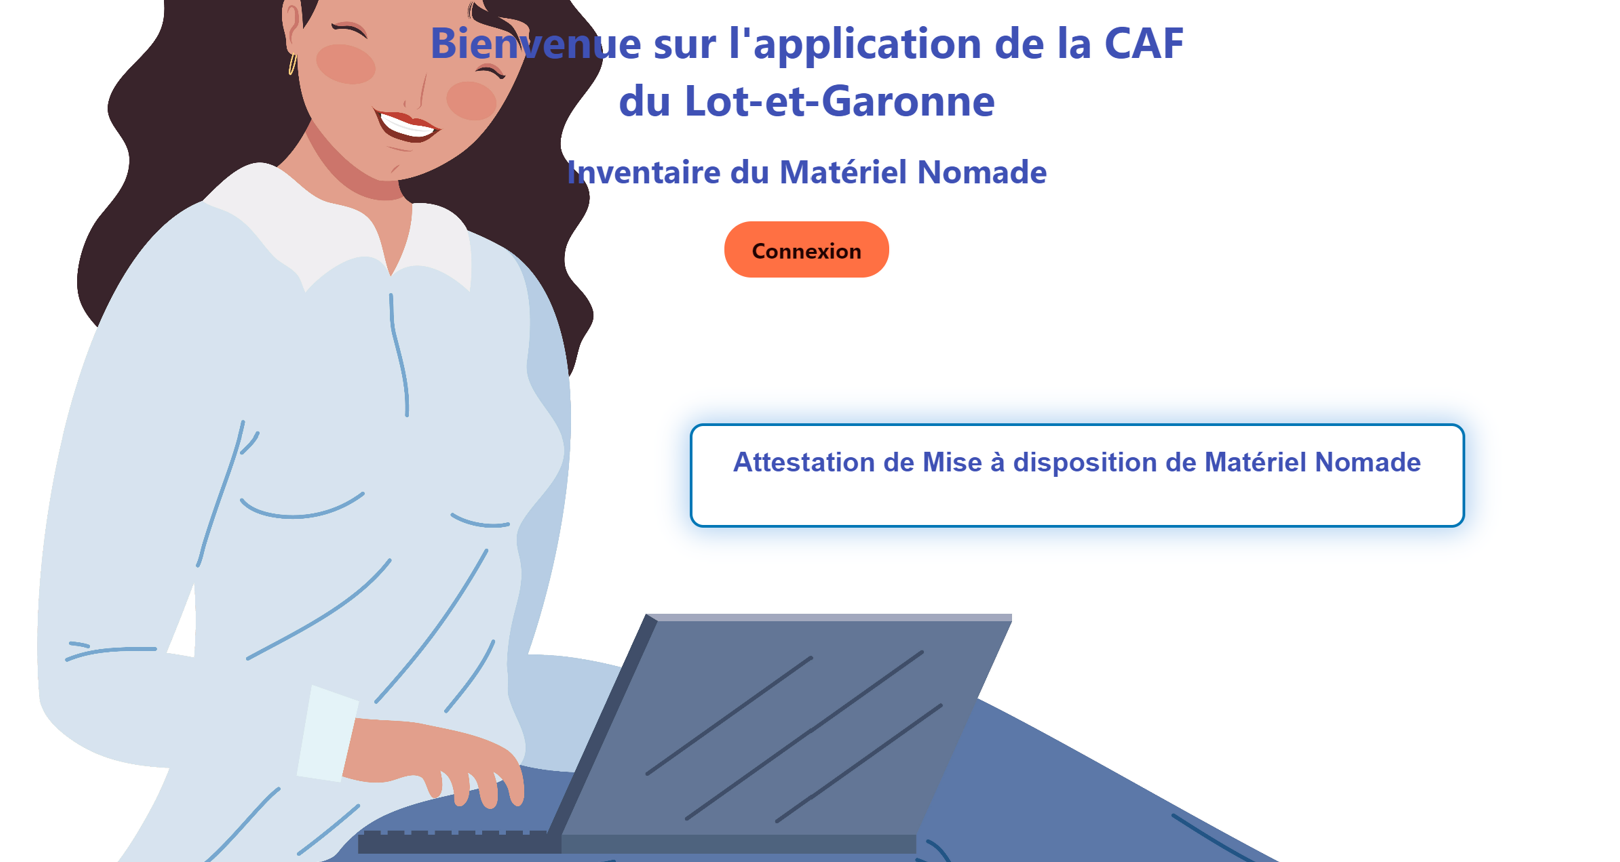 Bienvenue sur l'application de la CAF
du Lot-et-Garonne
Inventaire du Matériel Nomade
Connexion
Attestation de Mise à disposition de Matériel Nomade